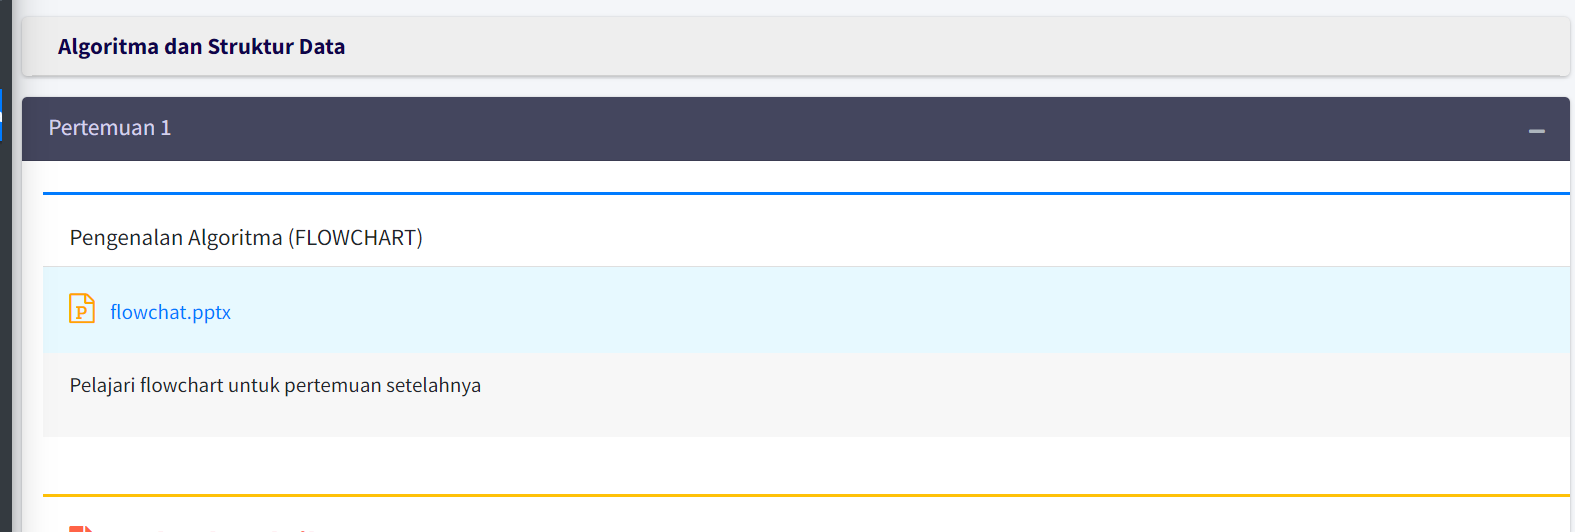 Algoritma dan Struktur Data
Pertemuan 1
Pengenalan Algoritma (FLOWCHART)
flowchat.pptx
Pelajari flowchart untuk pertemuan setelahnya